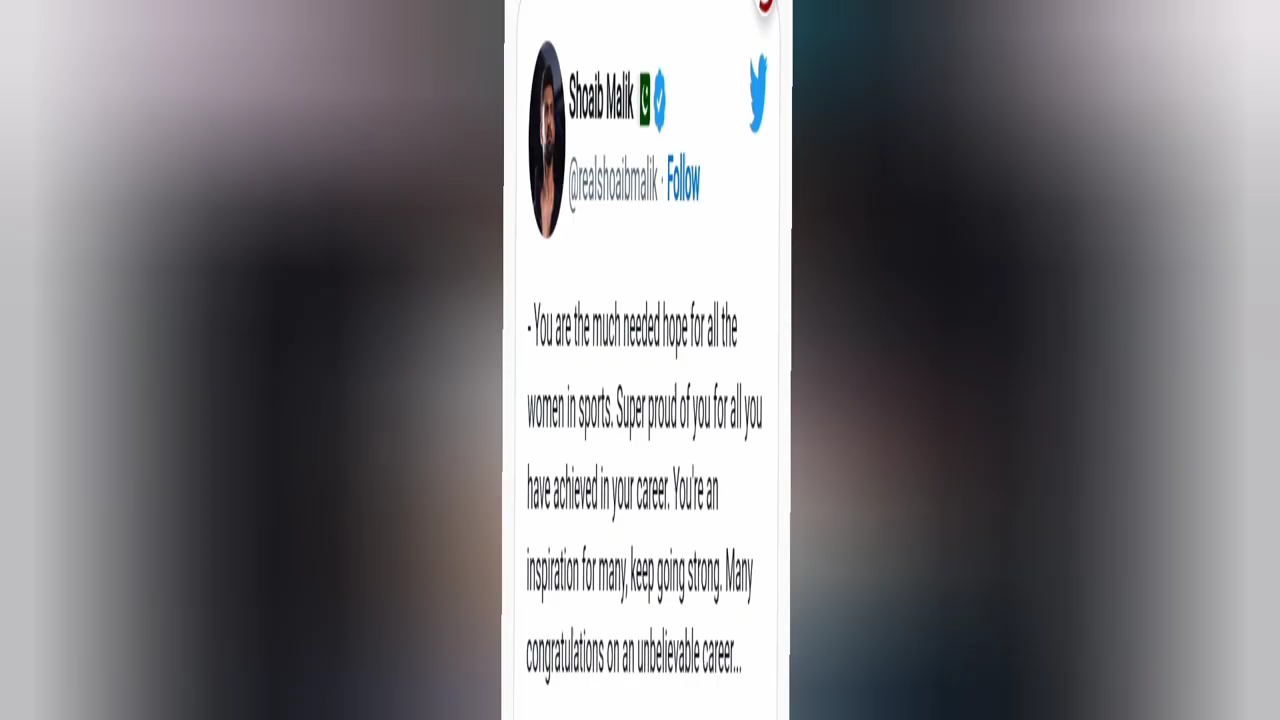 Shoaib Malik
@realshoaibmalik · Follow
- You are the much needed hope for all the
women in sports. Super proud of you for all you
have achieved in your career. You're an
inspiration for many, keep going strong. Many
congratulations on an unbelievable career...